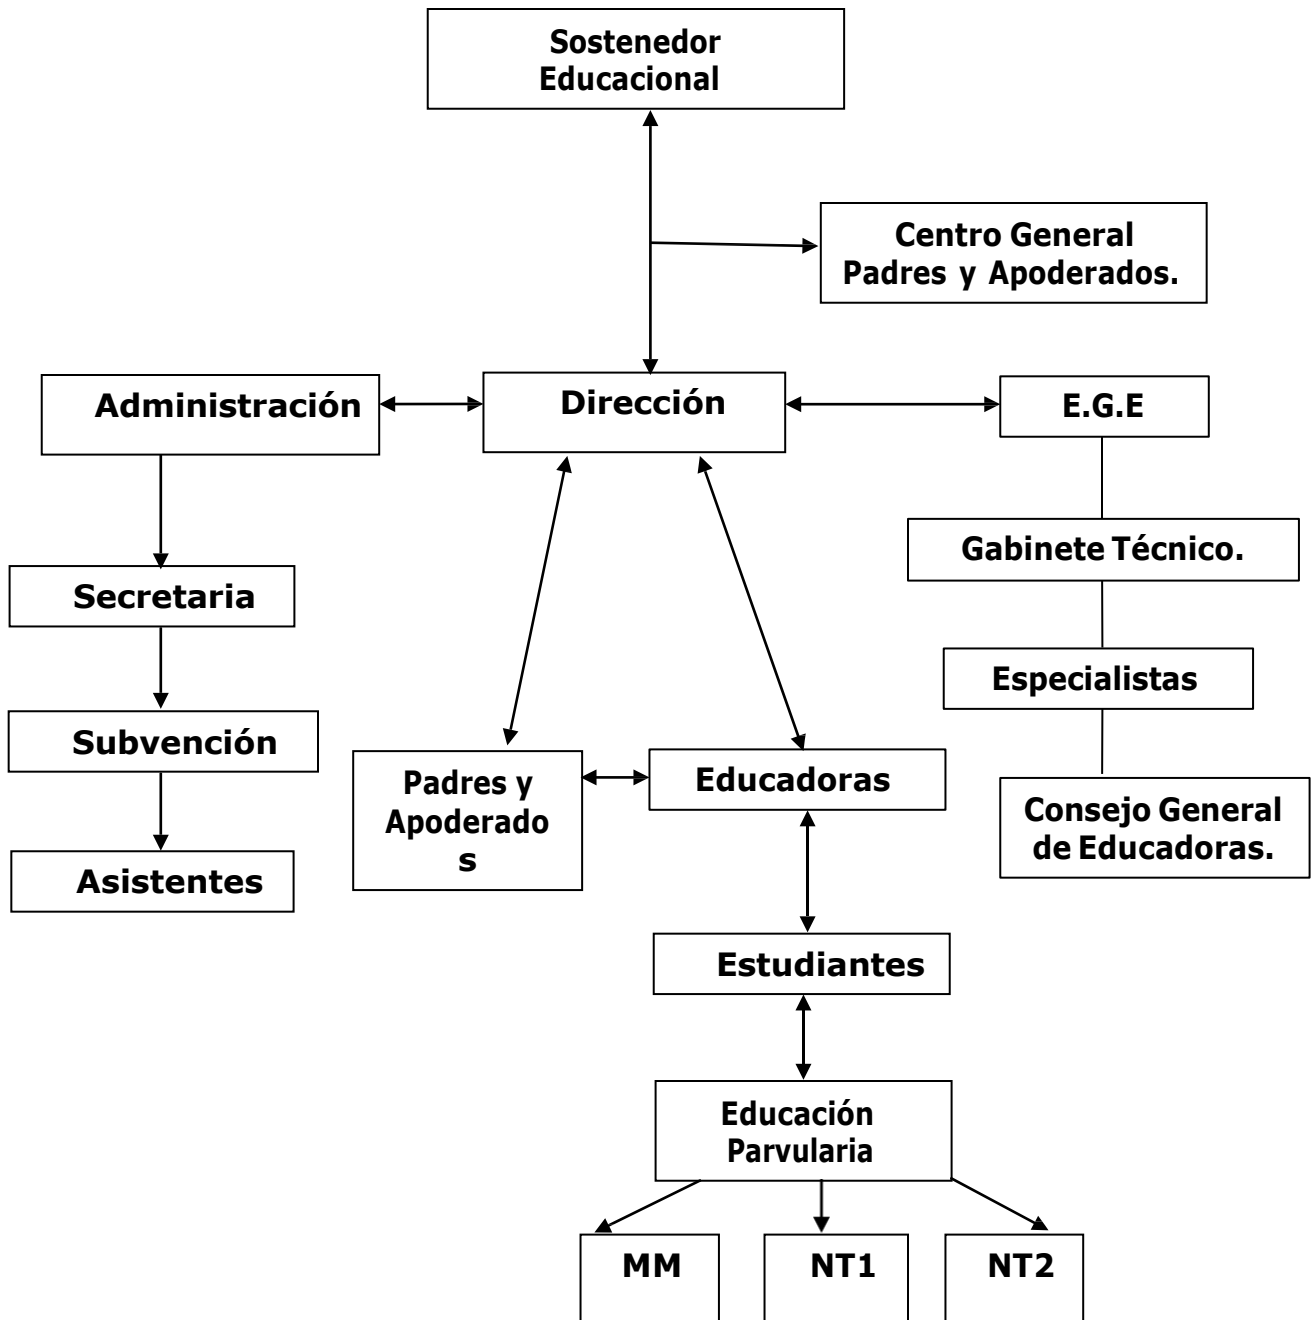 Sostenedor
Educacional
Centro General
Padres y Apoderados.
Administración
Dirección
E.G.E
Gabinete Técnico.
Secretaria
Especialistas
Subvención
Padres y
Apoderado
s
Educadoras
Consejo General
de Educadoras.
Asistentes
Estudiantes
Educación
Parvularia
MM
NT1
NT2